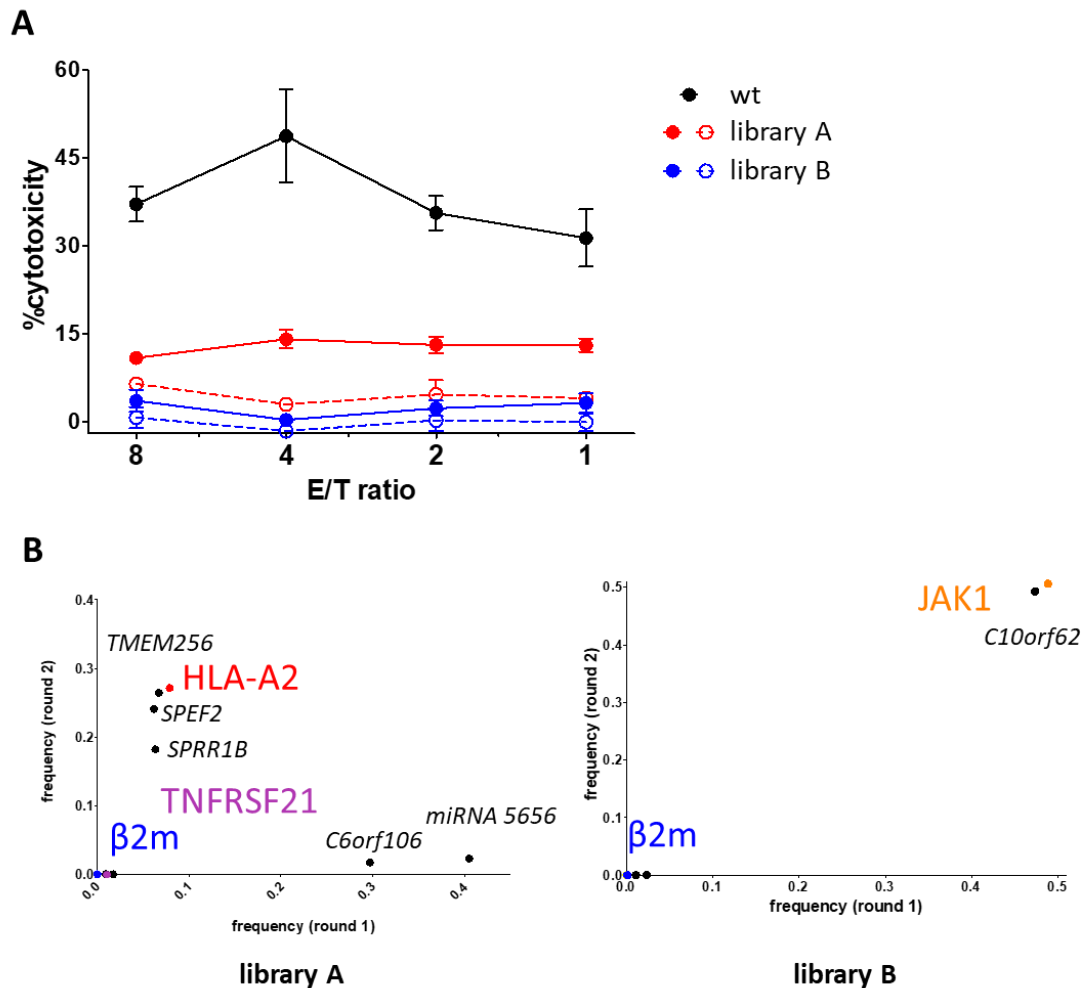 A
60
45
30
15
0
%cytotoxicity
8 4 2 1
E/T ratio
wt
library A
library B
B
0.4
0.3
0.2
0.1
0.0
frequency (round 2)
TMEM256
HLA-A2
SPEF2
SPRR1B
TNFRSF21
β2m
C6orf106
miRNA 5656
0.0 0.1 0.2 0.3 0.4
frequency (round 1)
library A
0.5
0.4
0.3
0.2
0.1
0.0
frequency (round 2)
JAK1
C10orf62
β2m
0.0 0.1 0.2 0.3 0.4 0.5
frequency (round 1)
library B